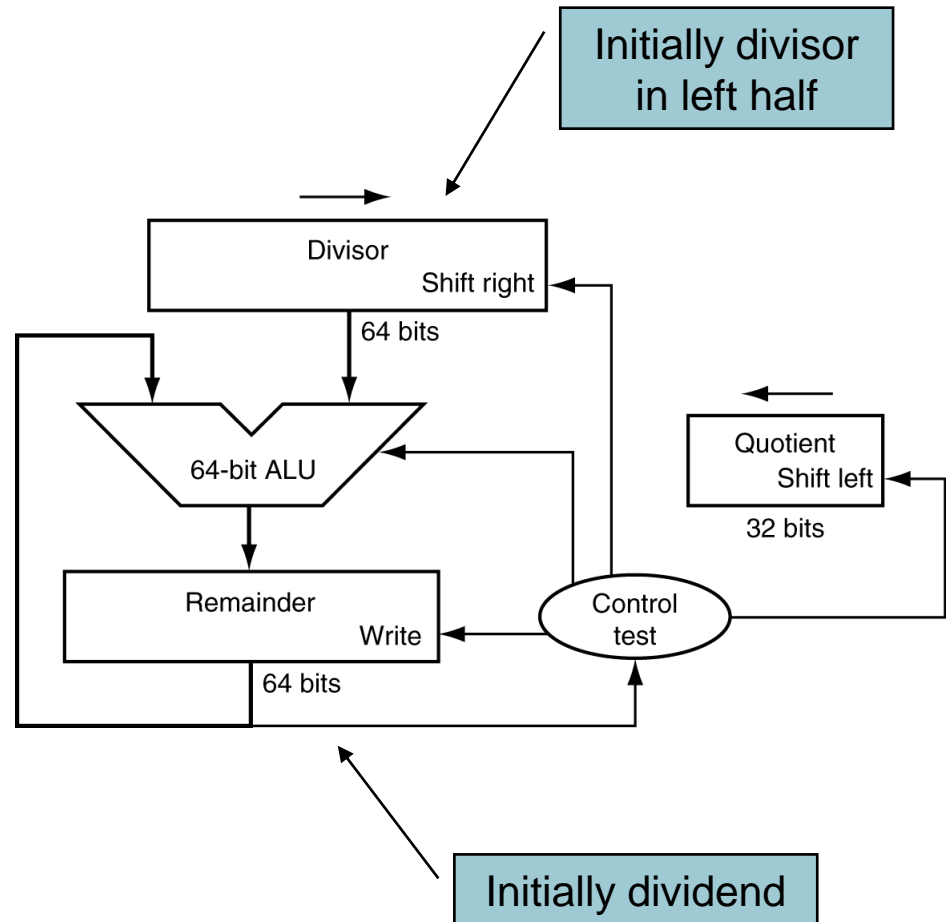 Initially divisor
in left half
Divisor
Shift right
64 bits
64-bit ALU
Quotient
Shift left
32 bits
Remainder
Write
Control
test
64 bits
Initially dividend